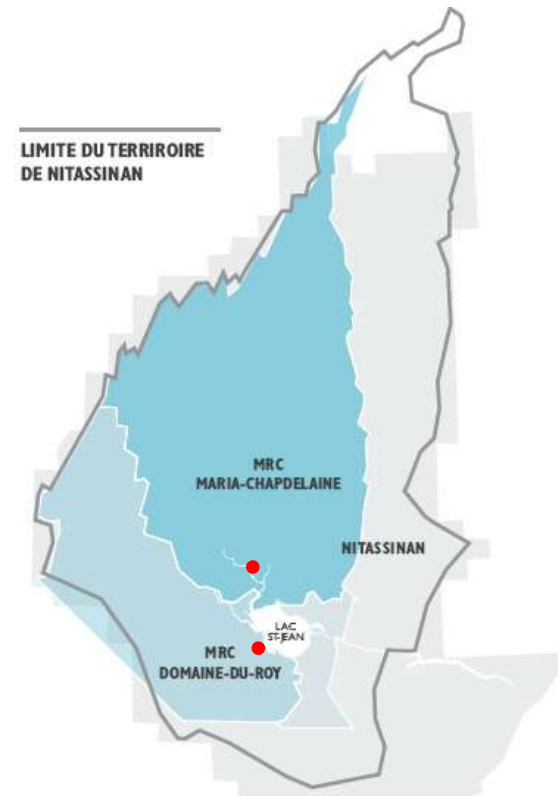 LIMITE DU TERRIROIRE
DE NITASSINAN
MRC
MARIA-CHAPDELAINE
NITASSINAN
LAC
ST-JEAN
MRC
DOMAINE-DU-ROY